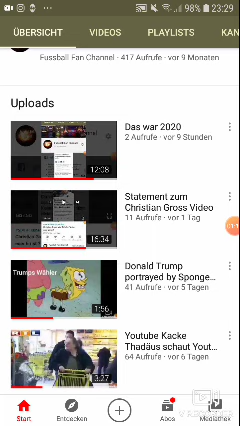 98% 23:29
ÜBERSICHT VIDEOS PLAYLISTS KAN
Fussball Fan Channel · 417 Aufrufe · vor 9 Monaten
Uploads
Das war 2020
2 Aufrufe · vor 9 Stunden
12:08
Statement zum
Christian Gross Video
11 Aufrufe · vor 1 Tag
16:34
Trumps Wähler
Donald Trump
portrayed by Sponge...
41 Aufrufe · vor 5 Tagen
1:56
Youtube Kacke
Thadäus schaut Yout...
64 Aufrufe · vor 6 Tagen
3:27
Start Entdecken Abos Mediathek